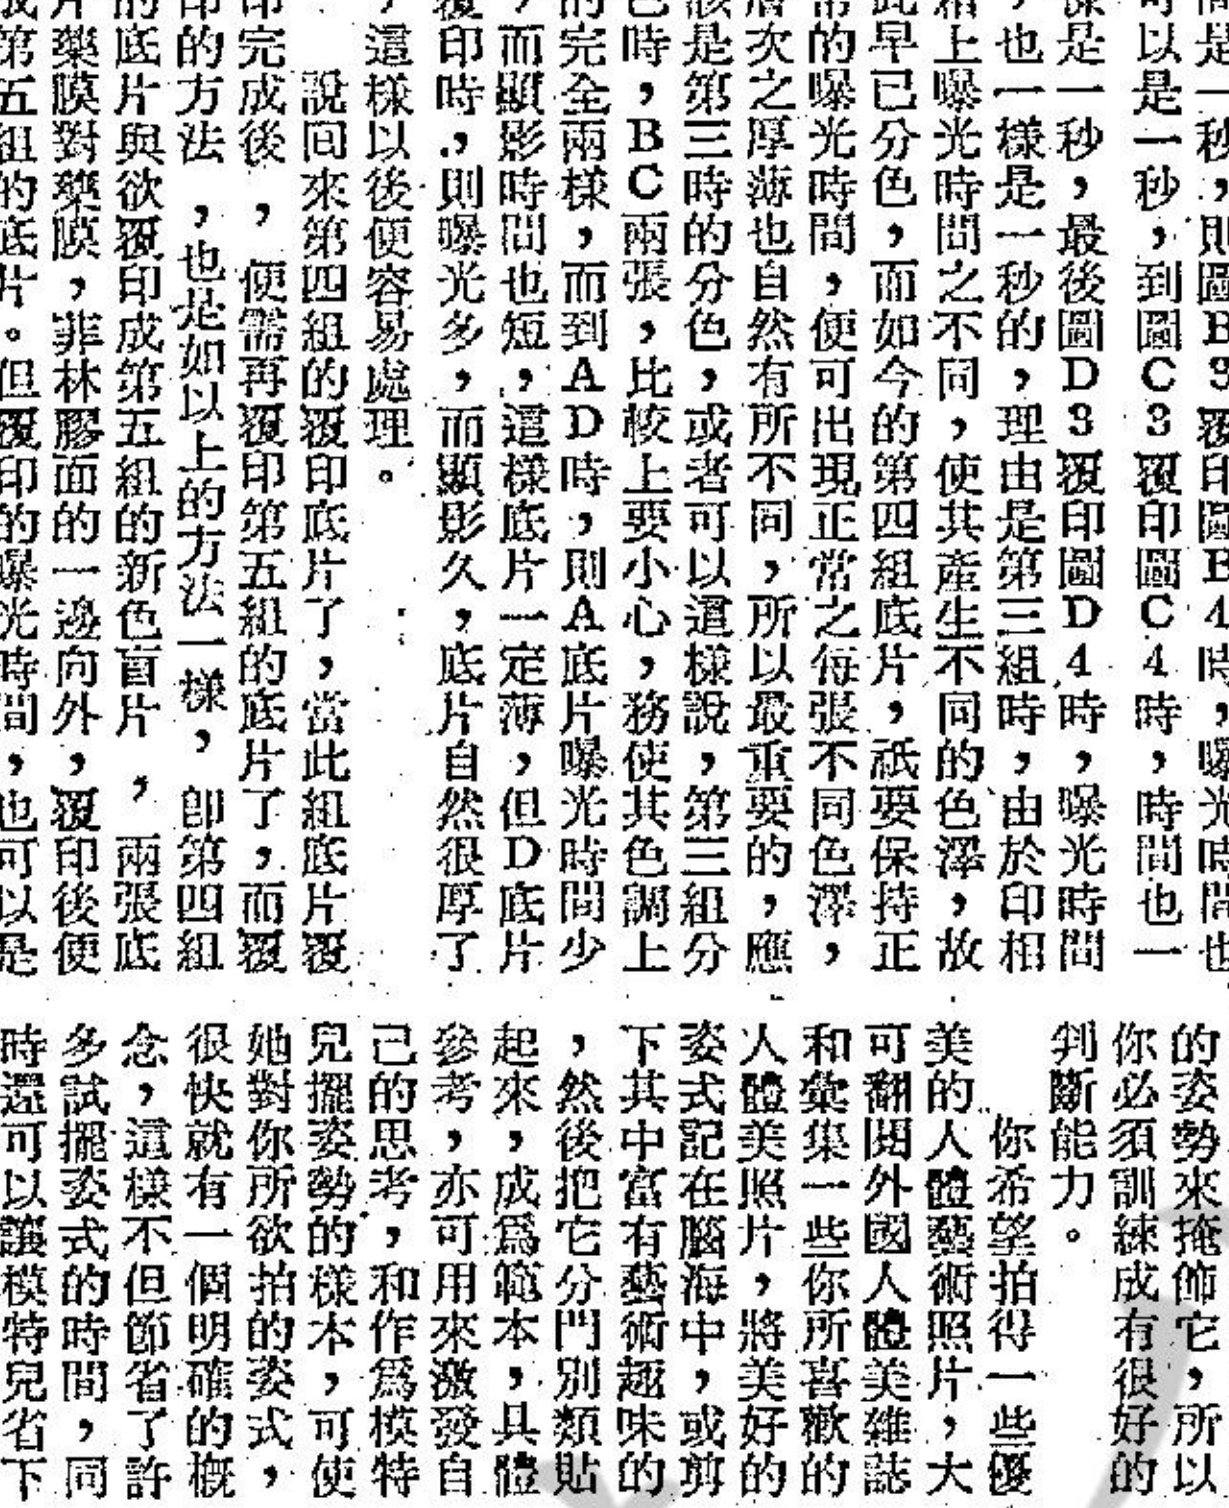 間是一秒,則圖B3覆印圖B4時,曝光時間也
可以是一秒,到圖C3覆印圖C4時,時間也一
樣是一秒,最後圖D3覆印圖D4時,曝光時間
,也一樣是一秒的,理由是第三組時,由於印相
箱上曝光時間之不同,使其產生不同的色澤,故
此早已分色,而如今的第四組底片,祇要保持正
常的曝光時間,便可出現正常之每張不同色澤,
層次之厚薄也自然有所不同,所以最重要的,應
該是第三時的分色,或者可以這樣說,第三組分
色時,BC兩張,比較上要小心,務使其色調上
的完全兩樣,而到AD時,則A底片曝光時間少
,而顯影時間也短,這樣底片一定薄,但D底片
覆印時,則曝光多,而顯影久,底片自然很厚了
,這樣以後便容易處理。
說回來第四組的覆印底片了,當此組底片覆
印完成後,便需再覆印第五組的底片了,而覆
印的方法,也是如以上的方法一樣,即第四組
的底片與欲覆印成第五組的新色盲片,兩張底
片藥膜對藥膜,非林膠面的一邊向外,覆印後便
成第五組的底片。但覆印的曝光時間,也可以是
的姿勢來掩飾它,所以
你必須訓練成有很好的
判斷能力。
你希望拍得一些優
美的人體藝術照片,大
可翻閱外國人體美雜誌
和彙集一些你所喜歡的
人體美照片,將美好的
姿式記在腦海中,或剪
下其中富有藝術趣味的
,然後把它分門別類貼
起來,成爲範本,具體
參考,亦可用來激發自
己的思考,和作爲模特
兒擺姿勢的樣本,可使
她對你所欲拍的姿式,
很快就有一個明確的概
念,這樣不但節省了許
多試擺姿式的時間,同
時還可以讓模特兒省下